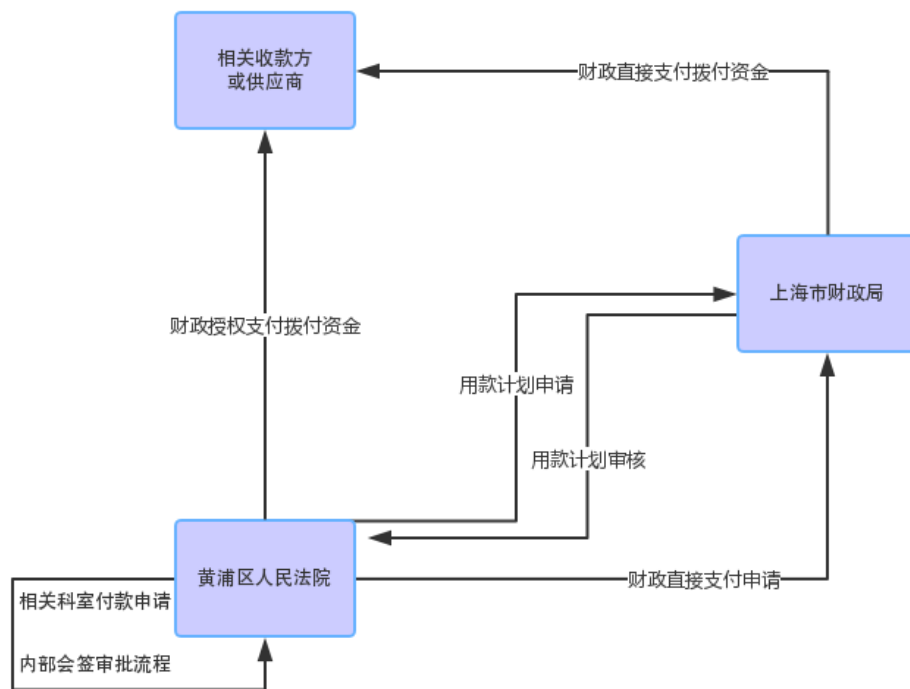 相关收款方
或供应商
财政直接支付拨付资金
上海市财政局
财政授权支付拨付资金
用款计划申请
用款计划审核
黄浦区人民法院
财政直接支付申请
相关科室付款申请
内部会签审批流程